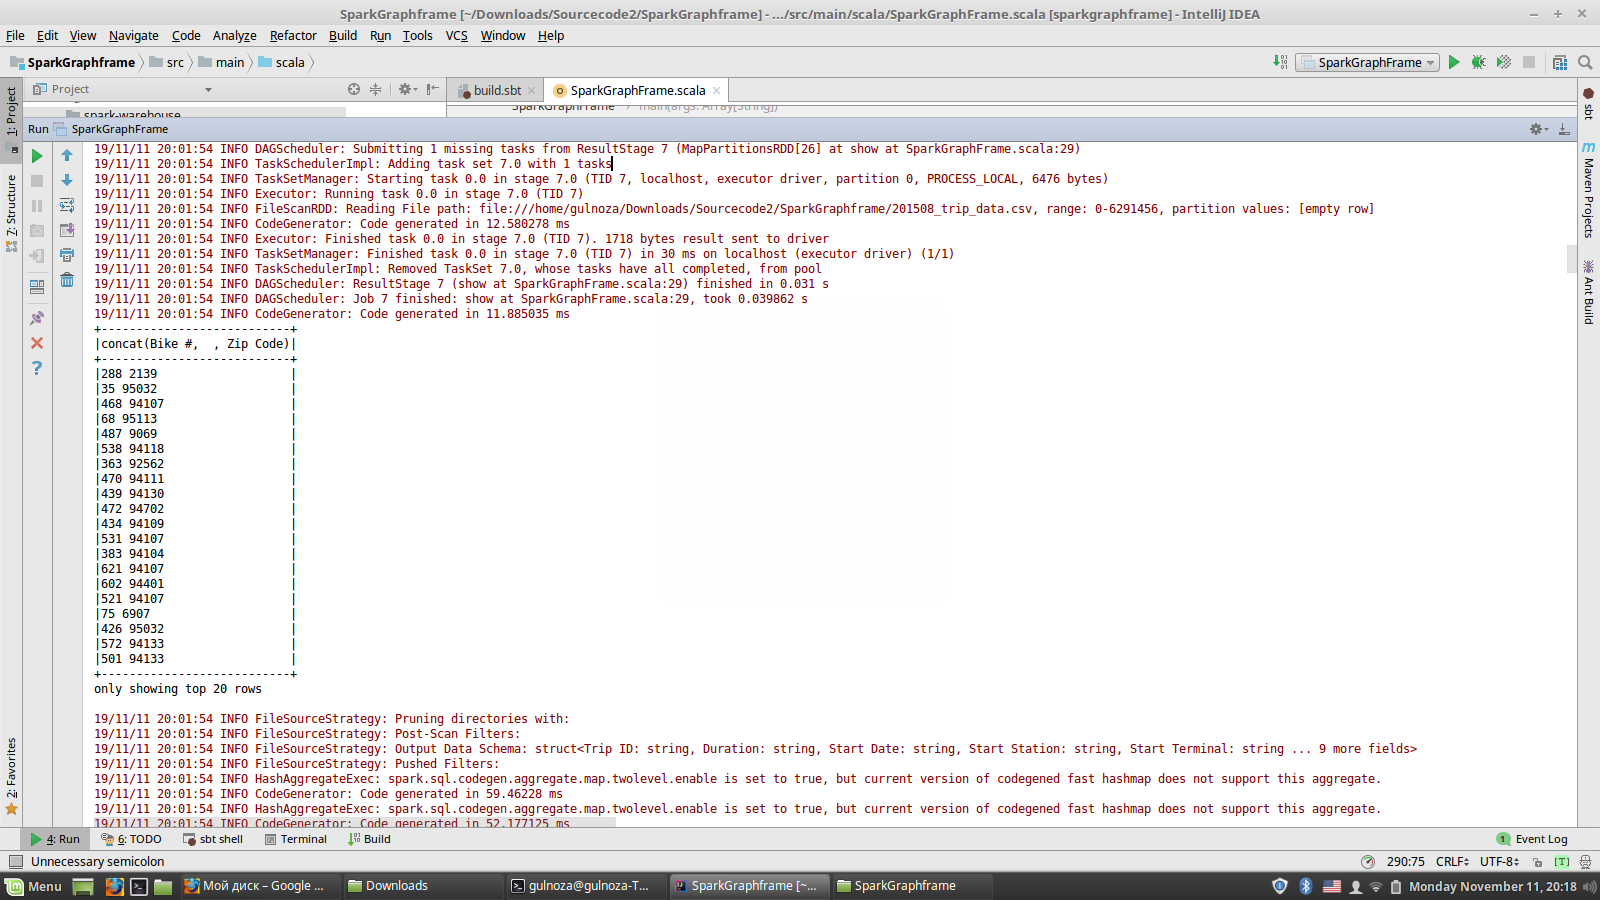 SparkGraphframe [~/Downloads/Sourcecode2/SparkGraphframe] - .../src/main/scala/SparkGraphFrame.scala [sparkgraphframe] - IntelliJ IDEA
File Edit View Navigate Code Analyze Refactor Build Run Tools VCS Window Help
SparkGraphframe src main scala SparkGraphFrame
Project build.sbt SparkGraphFrame.scala
spark-warehouse SparkGraphFrame main(args: Array[String])
Run SparkGraphFrame
19/11/11 20:01:54 INFO DAGScheduler: Submitting 1 missing tasks from ResultStage 7 (MapPartitionsRDD[26] at show at SparkGraphFrame.scala:29)
19/11/11 20:01:54 INFO TaskSchedulerImpl: Adding task set 7.0 with 1 tasks
19/11/11 20:01:54 INFO TaskSetManager: Starting task 0.0 in stage 7.0 (TID 7, localhost, executor driver, partition 0, PROCESS_LOCAL, 6476 bytes)
19/11/11 20:01:54 INFO Executor: Running task 0.0 in stage 7.0 (TID 7)
19/11/11 20:01:54 INFO FileScanRDD: Reading File path: file:///home/gulnoza/Downloads/Sourcecode2/SparkGraphframe/201508_trip_data.csv, range: 0-6291456, partition values: [empty row]
19/11/11 20:01:54 INFO CodeGenerator: Code generated in 12.580278 ms
19/11/11 20:01:54 INFO Executor: Finished task 0.0 in stage 7.0 (TID 7). 1718 bytes result sent to driver
19/11/11 20:01:54 INFO TaskSetManager: Finished task 0.0 in stage 7.0 (TID 7) in 30 ms on localhost (executor driver) (1/1)
19/11/11 20:01:54 INFO TaskSchedulerImpl: Removed TaskSet 7.0, whose tasks have all completed, from pool
19/11/11 20:01:54 INFO DAGScheduler: ResultStage 7 (show at SparkGraphFrame.scala:29) finished in 0.031 s
19/11/11 20:01:54 INFO DAGScheduler: Job 7 finished: show at SparkGraphFrame.scala:29, took 0.039862 s
19/11/11 20:01:54 INFO CodeGenerator: Code generated in 11.885035 ms
+---------------------------+
|concat(Bike #,  , Zip Code)|
+---------------------------+
|288 2139                   |
|35 95032                   |
|468 94107                  |
|68 95113                   |
|487 9069                   |
|538 94118                  |
|363 92562                  |
|470 94111                  |
|439 94130                  |
|472 94702                  |
|434 94109                  |
|531 94107                  |
|383 94104                  |
|621 94107                  |
|602 94401                  |
|521 94107                  |
|75 6907                    |
|426 95032                  |
|572 94133                  |
|501 94133                  |
+---------------------------+
only showing top 20 rows
19/11/11 20:01:54 INFO FileSourceStrategy: Pruning directories with:
19/11/11 20:01:54 INFO FileSourceStrategy: Post-Scan Filters:
19/11/11 20:01:54 INFO FileSourceStrategy: Output Data Schema: struct<Trip ID: string, Duration: string, Start Date: string, Start Station: string, Start Terminal: string ... 9 more fields>
19/11/11 20:01:54 INFO FileSourceStrategy: Pushed Filters:
19/11/11 20:01:54 INFO HashAggregateExec: spark.sql.codegen.aggregate.map.twolevel.enable is set to true, but current version of codegened fast hashmap does not support this aggregate.
19/11/11 20:01:54 INFO CodeGenerator: Code generated in 59.46228 ms
19/11/11 20:01:54 INFO HashAggregateExec: spark.sql.codegen.aggregate.map.twolevel.enable is set to true, but current version of codegened fast hashmap does not support this aggregate.
19/11/11 20:01:54 INFO CodeGenerator: Code generated in 52.177125 ms
1: Project
7: Structure
2: Favorites
sbt
m Maven Projects
Ant Build
4: Run 6: TODO sbt shell Terminal Build 1 Event Log
Unnecessary semicolon 290:75 CRLF UTF-8 [T]
Menu Мой диск – Google ... Downloads gulnoza@gulnoza-T... SparkGraphframe [~... SparkGraphframe Monday November 11, 20:18